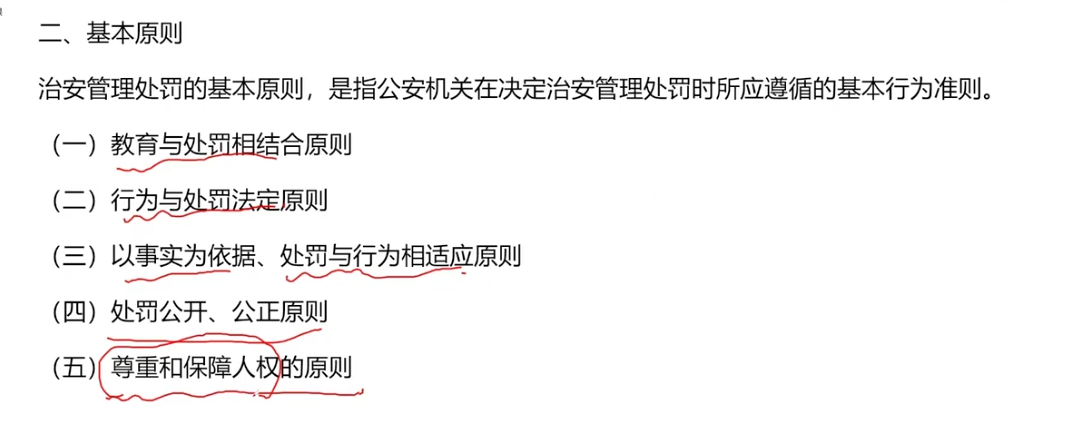 二、基本原则
治安管理处罚的基本原则，是指公安机关在决定治安管理处罚时所应遵循的基本行为准则。
（一）教育与处罚相结合原则
（二）行为与处罚法定原则
（三）以事实为依据、处罚与行为相适应原则
（四）处罚公开、公正原则
（五）尊重和保障人权的原则